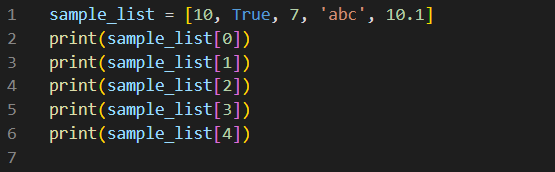 1 sample_list = [10, True, 7, 'abc', 10.1]
2 print(sample_list[0])
3 print(sample_list[1])
4 print(sample_list[2])
5 print(sample_list[3])
6 print(sample_list[4])
7